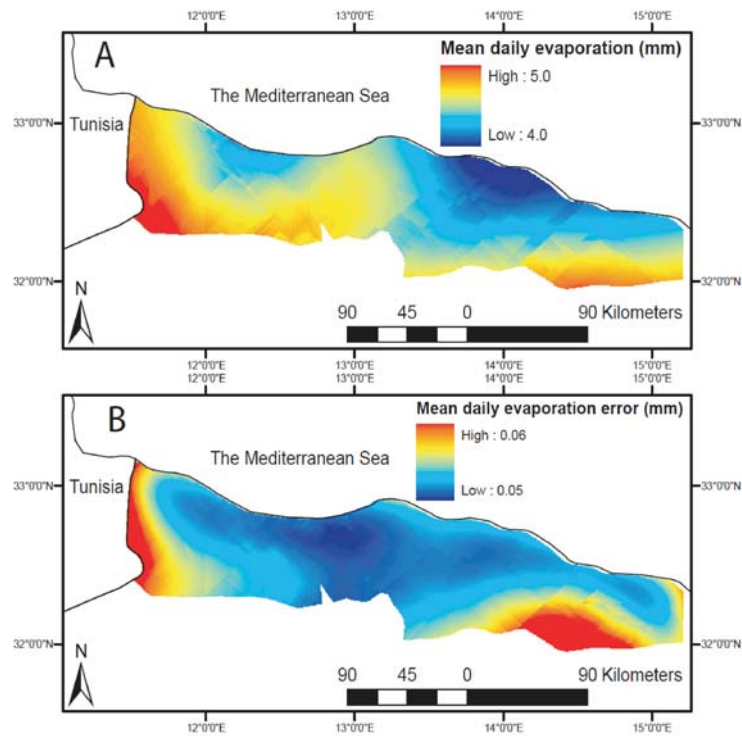 12°0'0"E 13°0'0"E 14°0'0"E 15°0'0"E
A
Mean daily evaporation (mm)
High : 5.0
Low : 4.0
The Mediterranean Sea
33°0'0"N
Tunisia
33°0'0"N
32°0'0"N
32°0'0"N
N
90 45 0 90 Kilometers
12°0'0"E 13°0'0"E 14°0'0"E 15°0'0"E
12°0'0"E 13°0'0"E 14°0'0"E 15°0'0"E
B
Mean daily evaporation error (mm)
High : 0.06
Low : 0.05
The Mediterranean Sea
33°0'0"N
Tunisia
33°0'0"N
32°0'0"N
32°0'0"N
N
90 45 0 90 Kilometers
12°0'0"E 13°0'0"E 14°0'0"E 15°0'0"E